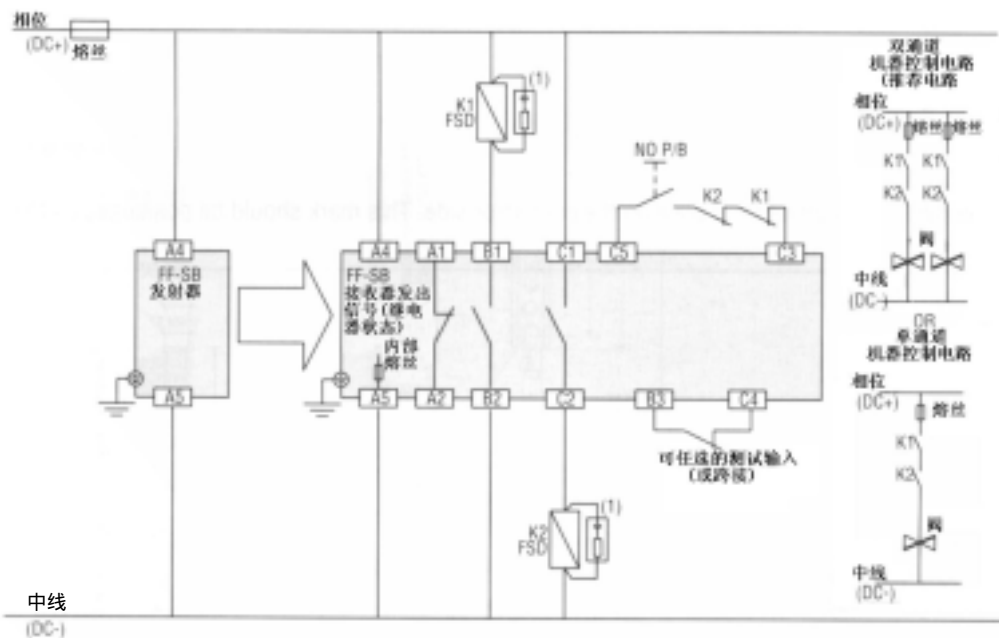 相位
(DC+)
熔丝
双通道
机器控制电路
(推荐电路
相位
(DC+)
熔丝
熔丝
K1
K1
K2
K2
阀
中线
(DC-)
OR
单通道
机器控制电路
相位
(DC+)
熔丝
K1
K2
阀
中线
(DC-)
K1
FSD
(1)
NO P/B
K2
K1
A4
A4
A1
B1
C1
C5
C3
FF-SB
发射器
FF-SB
接收器发出
信号(继电
器状态)
内部
熔丝
A5
A5
A2
B2
C2
B3
C4
可任选的测试输入
(或跨接)
K2
FSD
(1)
中线
(DC-)